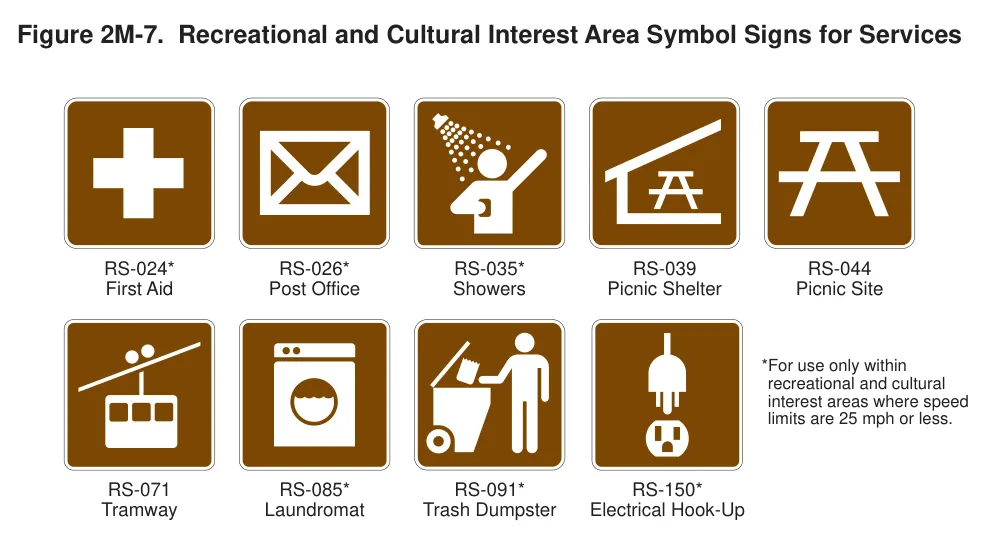 Figure 2M-7.  Recreational and Cultural Interest Area Symbol Signs for Services
RS-024*
First Aid
RS-026*
Post Office
RS-035*
Showers
RS-039
Picnic Shelter
RS-044
Picnic Site
RS-071
Tramway
RS-085*
Laundromat
RS-091*
Trash Dumpster
RS-150*
Electrical Hook-Up
*For use only within
recreational and cultural
interest areas where speed
limits are 25 mph or less.